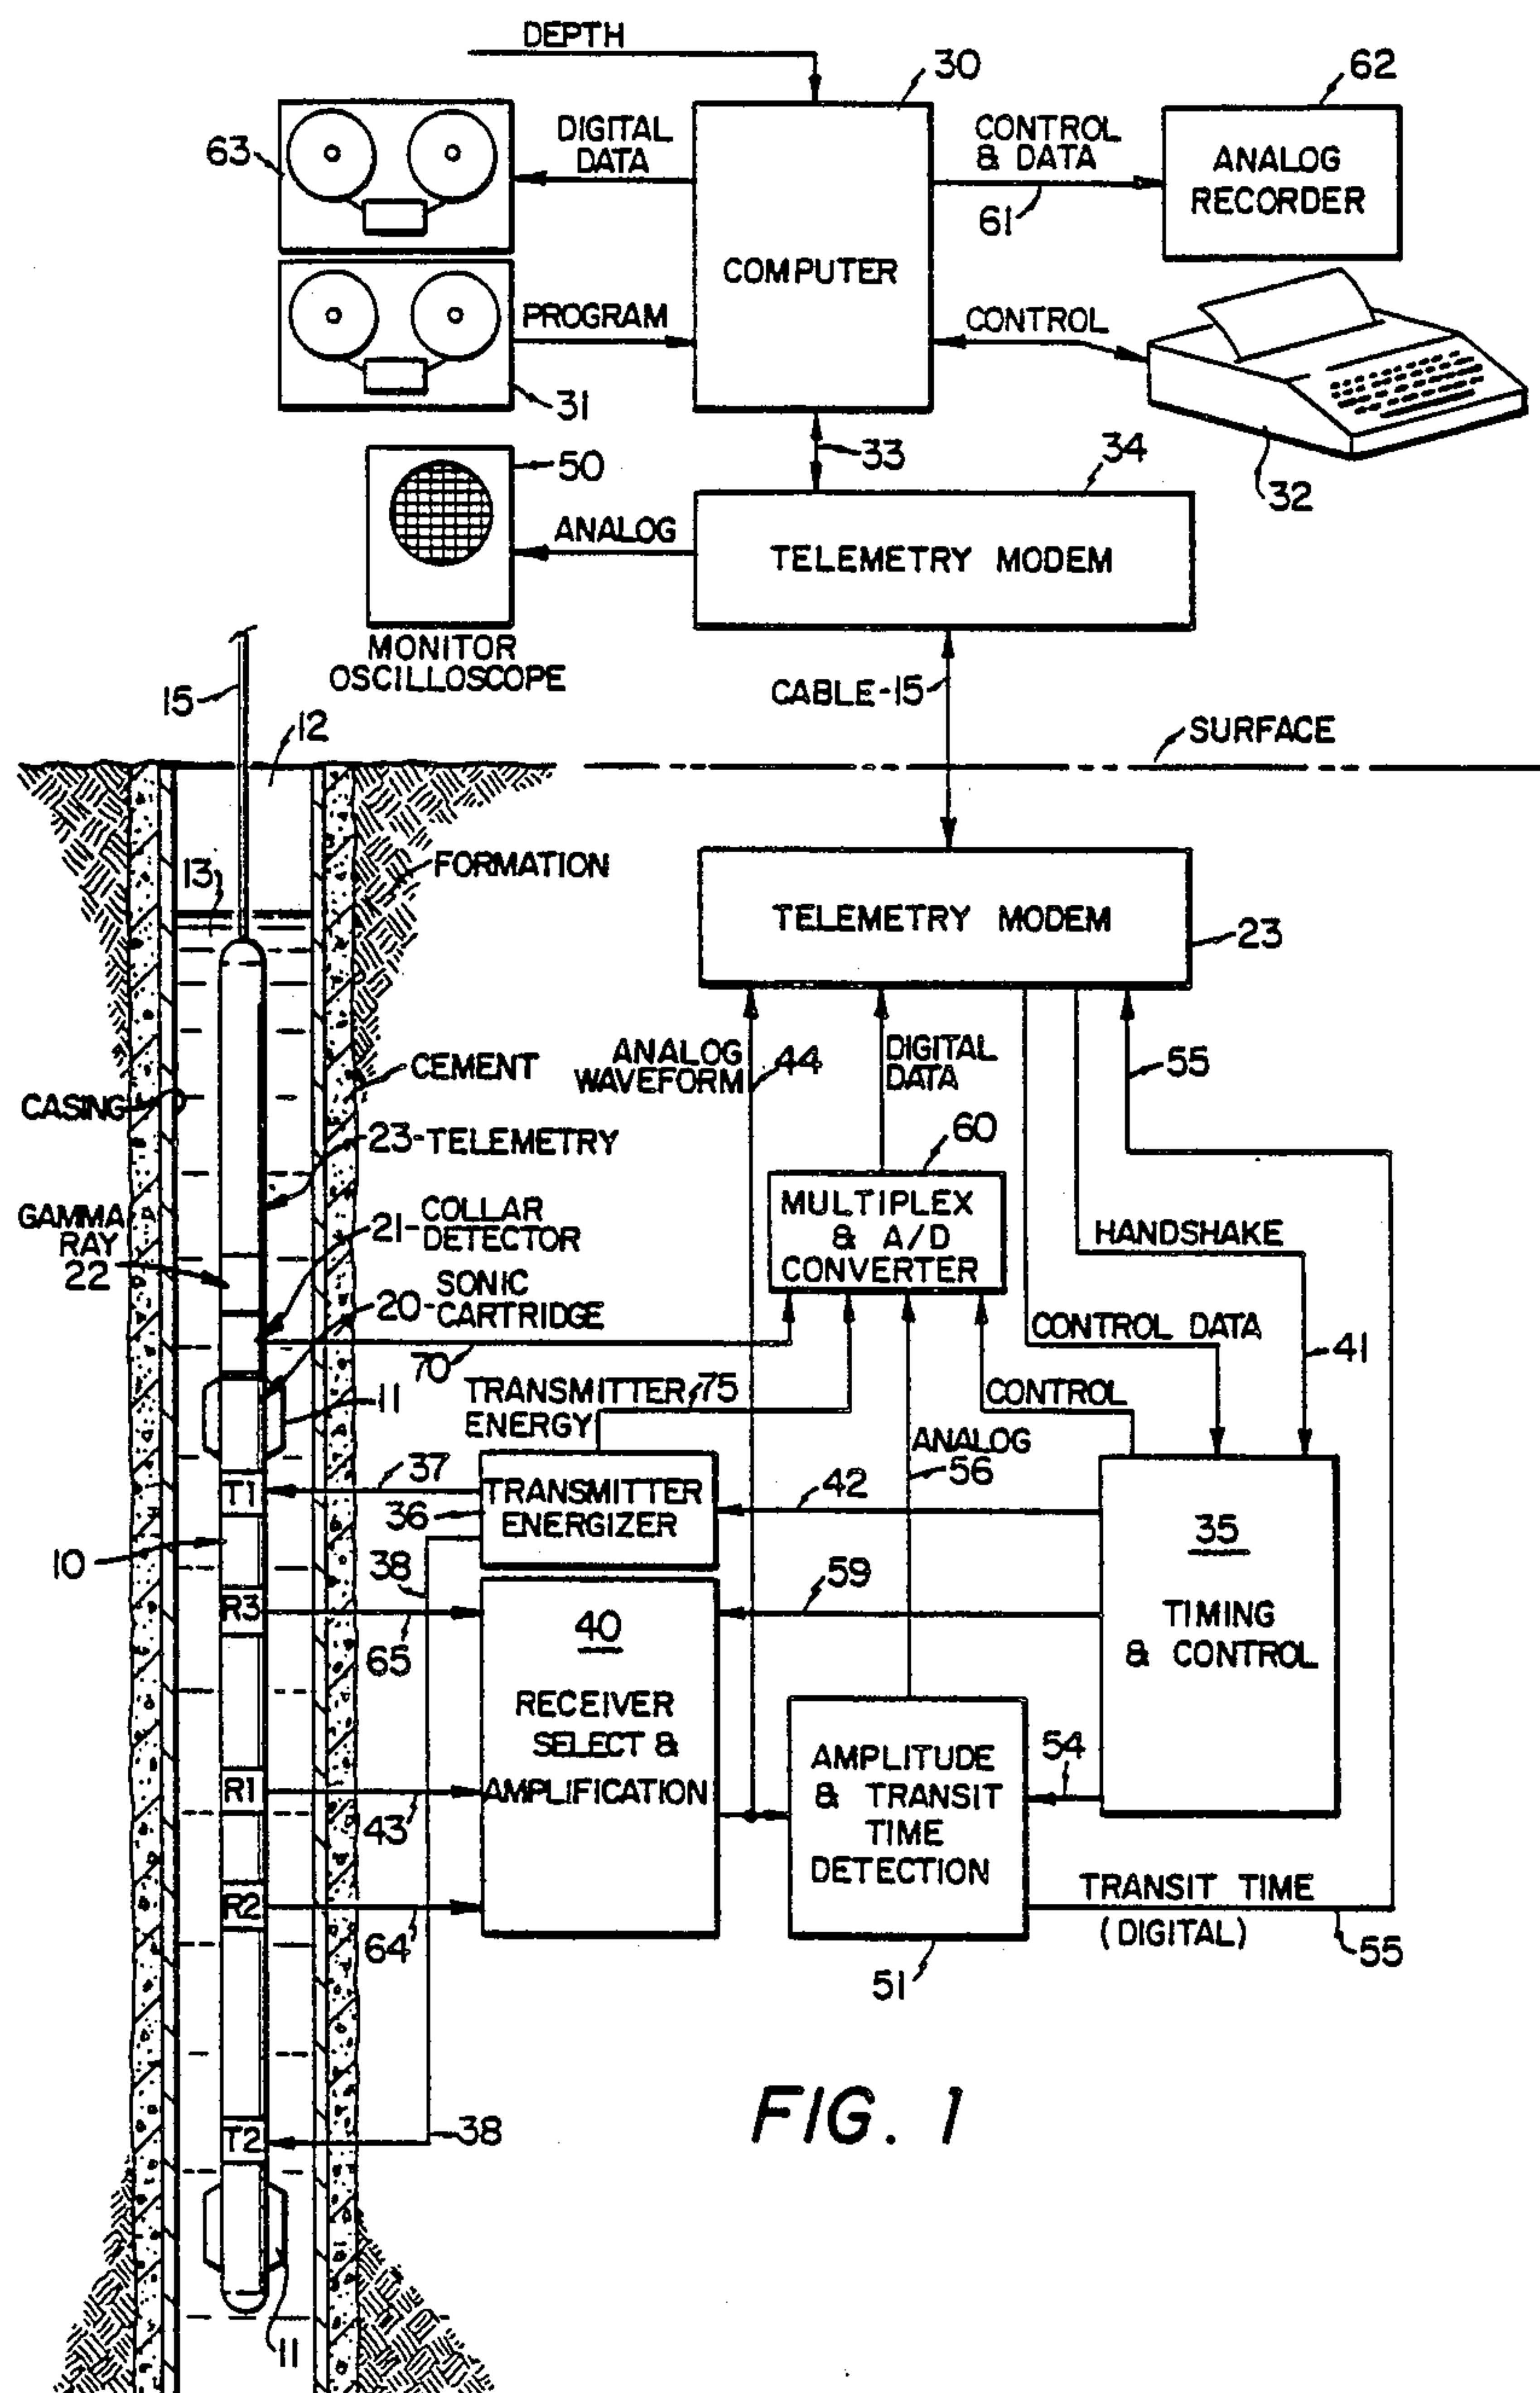 DEPTH
30
62
63
DIGITAL
DATA
CONTROL
& DATA
ANALOG
RECORDER
61
COMPUTER
PROGRAM
CONTROL
31
50
33
34
32
ANALOG
TELEMETRY MODEM
MONITOR
OSCILLOSCOPE
15
CABLE-15
12
SURFACE
13
FORMATION
TELEMETRY MODEM
23
CEMENT
ANALOG
WAVEFORM
44
DIGITAL
DATA
55
CASING
23-TELEMETRY
60
GAMMA
RAY
22
21-COLLAR
DETECTOR
MULTIPLEX
& A/D
CONVERTER
HANDSHAKE
20-SONIC
CARTRIDGE
70
CONTROL DATA
41
11
TRANSMITTER
ENERGY
75
CONTROL
ANALOG
56
T1
37
36
TRANSMITTER
ENERGIZER
42
35
TIMING
& CONTROL
10
38
59
R3
65
40
RECEIVER
SELECT &
AMPLIFICATION
R1
43
AMPLITUDE
& TRANSIT
TIME
DETECTION
54
R2
64
TRANSIT TIME
(DIGITAL)
55
51
T2
38
FIG. 1
11